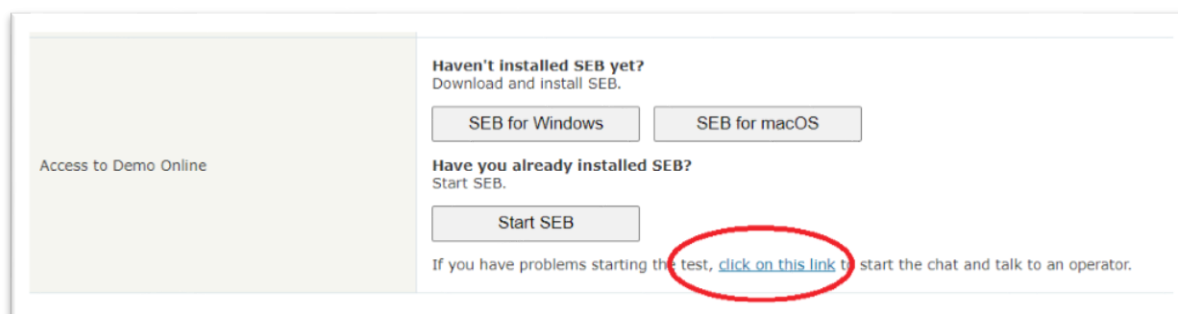 Haven't installed SEB yet?
Download and install SEB.
SEB for Windows
SEB for macOS
Access to Demo Online
Have you already installed SEB?
Start SEB.
Start SEB
If you have problems starting the test, click on this link to start the chat and talk to an operator.